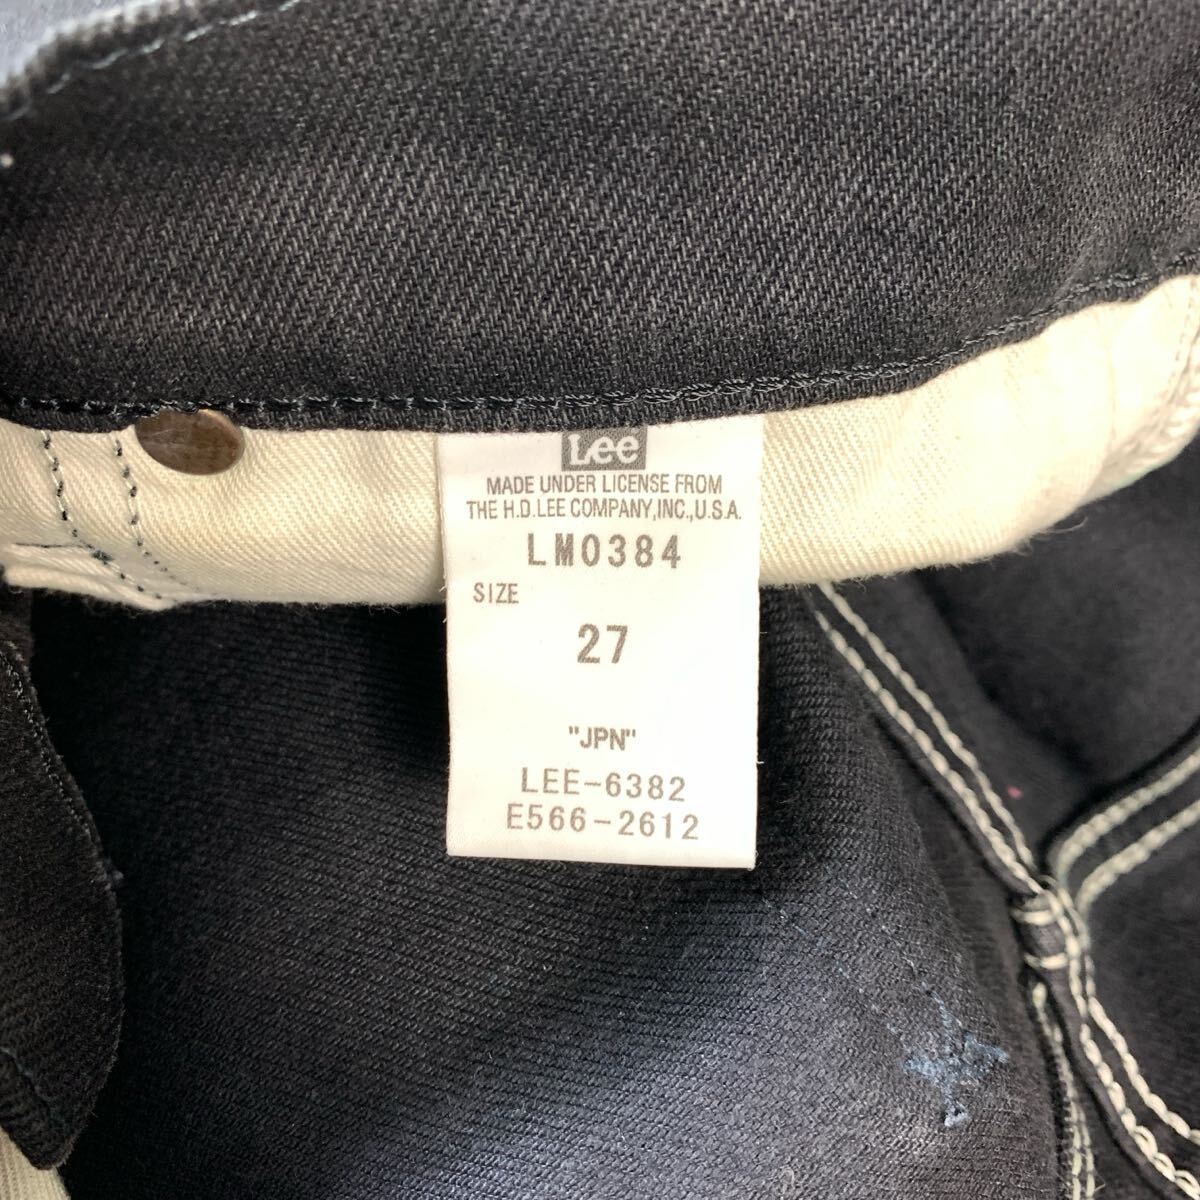 Lee
MADE UNDER LICENSE FROM
THE H.D.LEE COMPANY,INC.,U.S.A.
LM0384
SIZE
27
"JPN"
LEE-6382
E566-2612